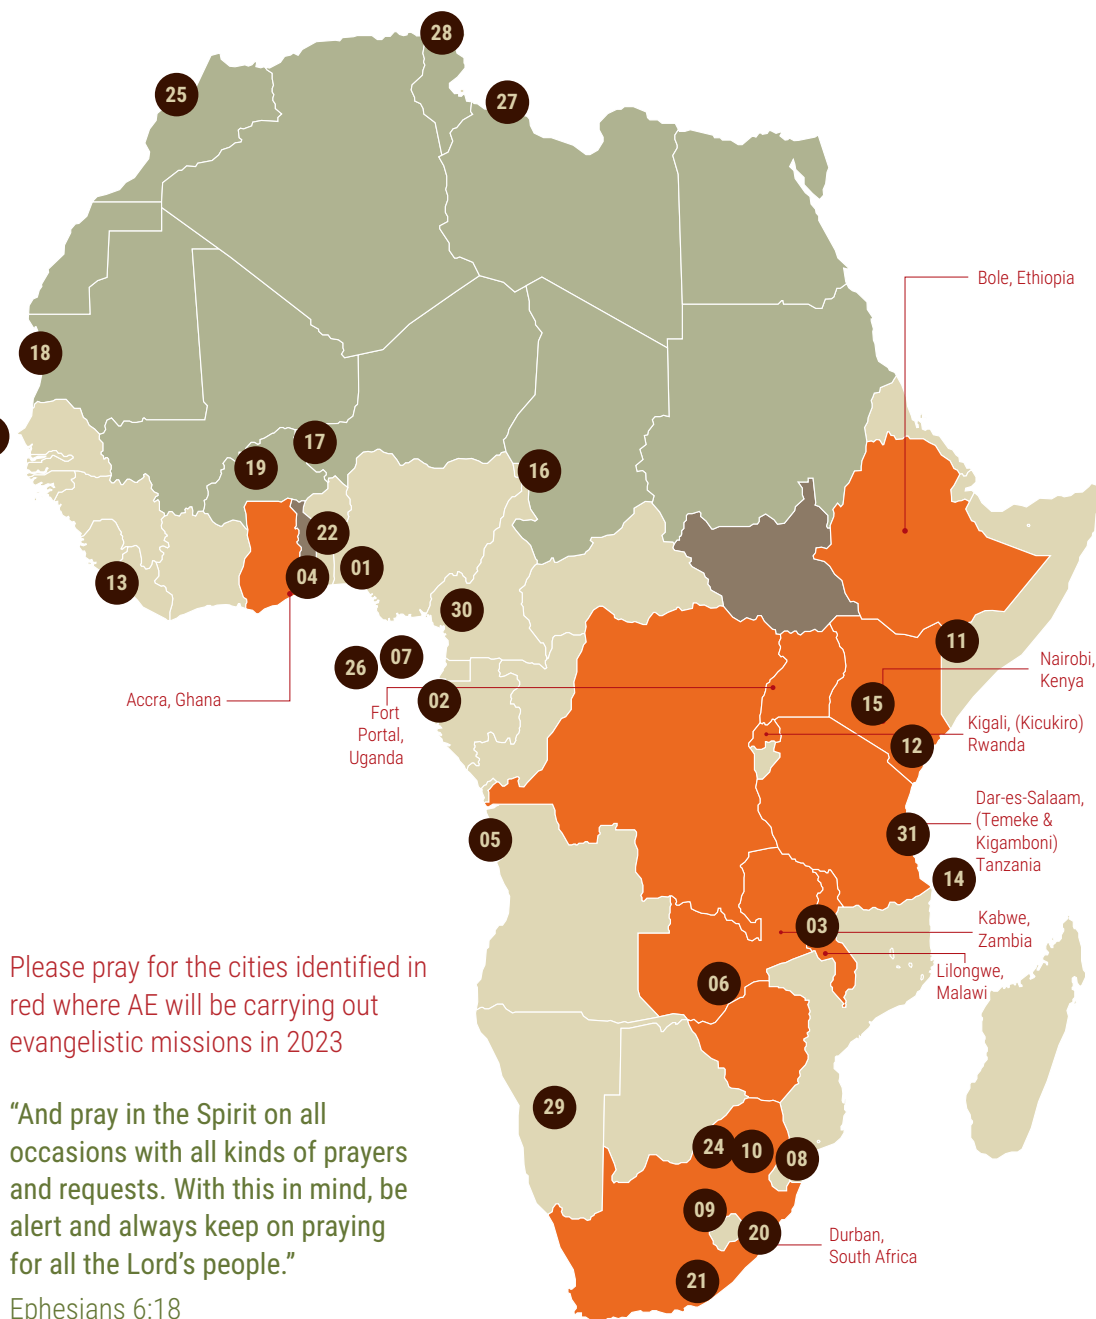 28
25
27
Bole, Ethiopia
18
17
19
16
22
01
04
13
30
11
Nairobi,
Kenya
26
07
15
Accra, Ghana
02
Fort
Portal,
Uganda
Kigali, (Kicukiro)
Rwanda
12
Dar-es-Salaam,
(Temeke &
Kigamboni)
Tanzania
31
05
14
03
Kabwe,
Zambia
Lilongwe,
Malawi
06
Please pray for the cities identified in
red where AE will be carrying out
evangelistic missions in 2023
“And pray in the Spirit on all
occasions with all kinds of prayers
and requests. With this in mind, be
alert and always keep on praying
for all the Lord’s people.”
Ephesians 6:18
29
24
10
08
09
20
Durban,
South Africa
21